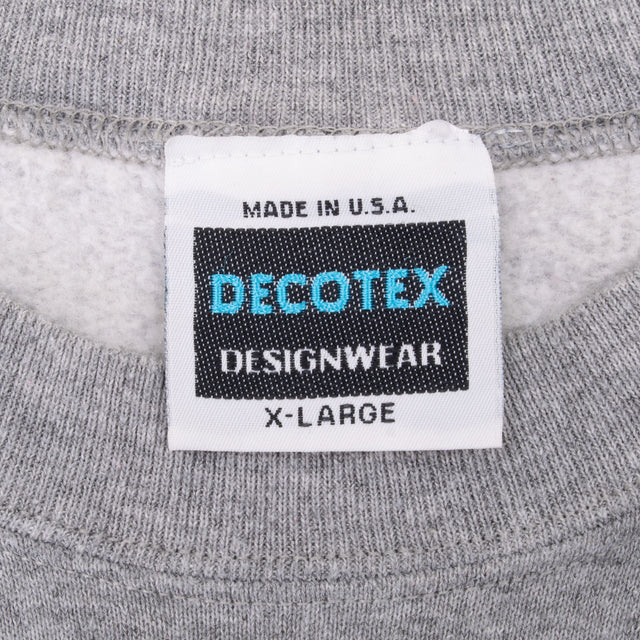 MADE IN U.S.A.
DECOTEX
DESIGNWEAR
X-LARGE